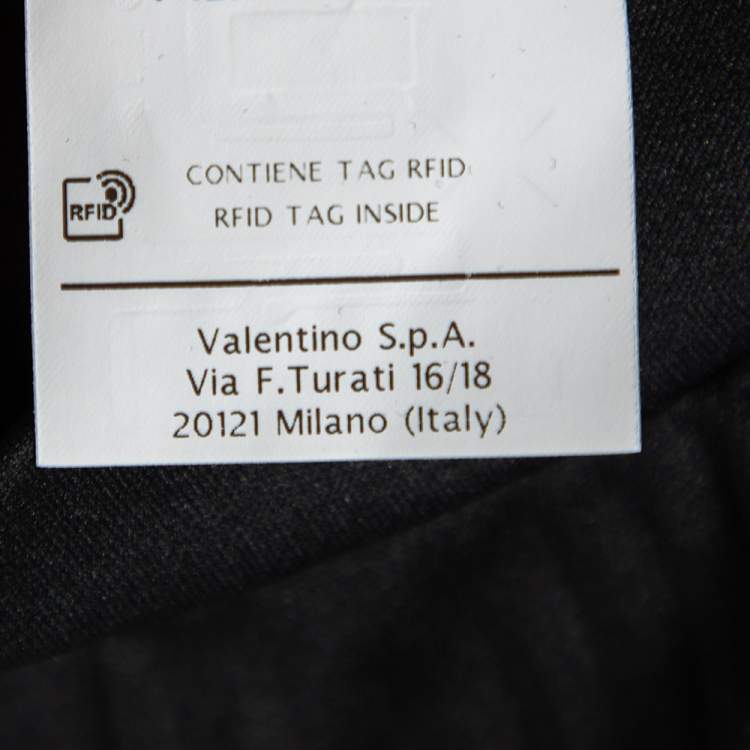 CONTIENE TAG RFID
RFID
RFID TAG INSIDE
Valentino S.p.A.
Via F.Turati 16/18
20121 Milano (Italy)